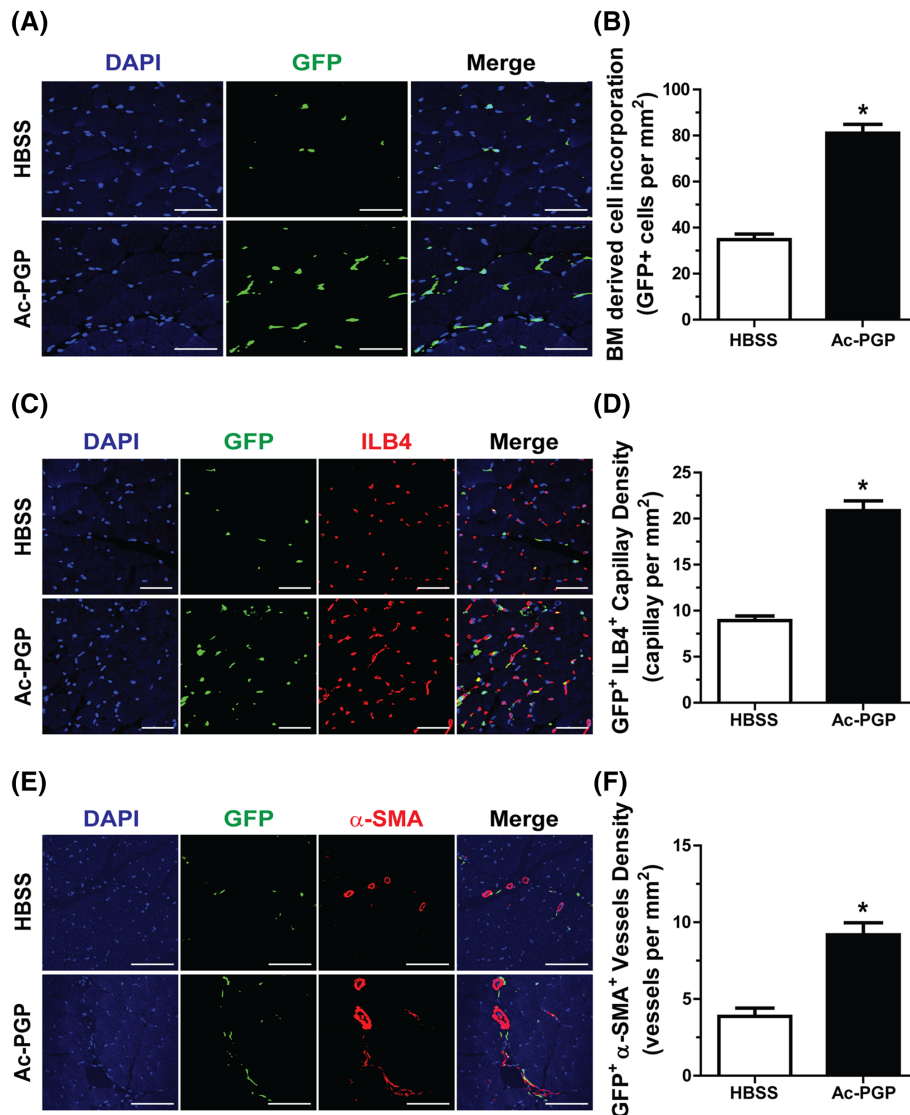 (A)
DAPI GFP Merge
HBSS
Ac-PGP
(B)
BM derived cell incorporation
(GFP+ cells per mm²)
100
80
60
40
20
0
HBSS Ac-PGP
*
(C)
DAPI GFP ILB4 Merge
HBSS
Ac-PGP
(D)
GFP⁺ ILB4⁺ Capillay Density
(capillay per mm²)
25
20
15
10
5
0
HBSS Ac-PGP
*
(E)
DAPI GFP α-SMA Merge
HBSS
Ac-PGP
(F)
GFP⁺ α-SMA⁺ Vessels Density
(vessels per mm²)
15
10
5
0
HBSS Ac-PGP
*